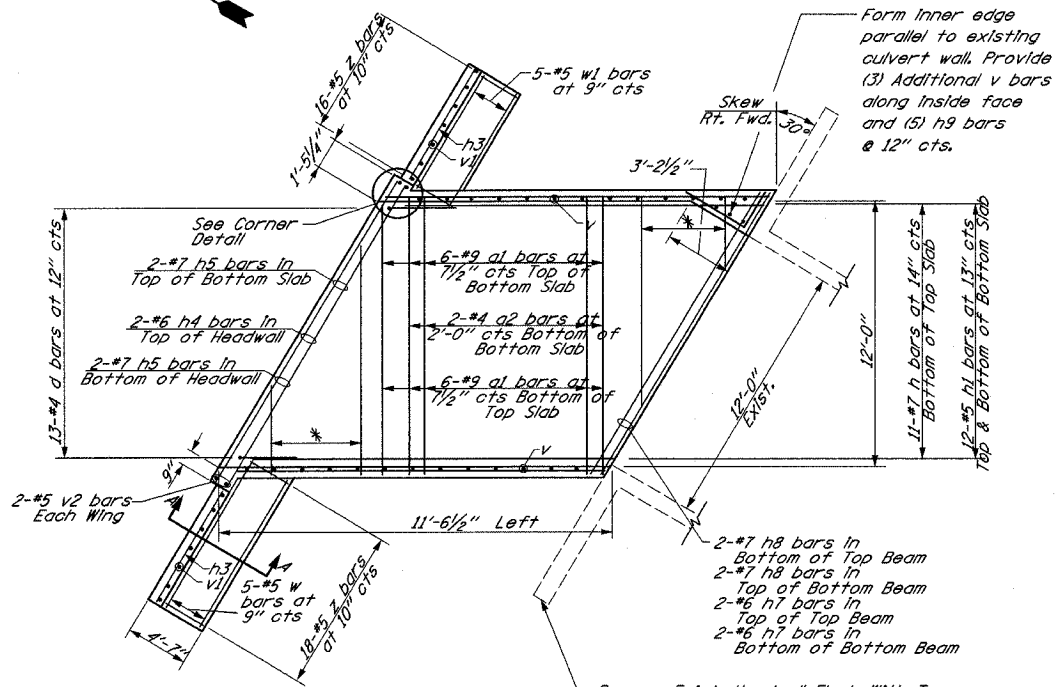 Form inner edge
parallel to existing
culvert wall. Provide
(3) Additional v bars
along inside face
and (5) h9 bars
@ 12" cts.
16-#5 z bars
at 10" cts
5-#5 w1 bars
at 9" cts
Skew
Rt. Fwd.
30°
1'-5¼"
h3
v1
3'-2½"
*
See Corner
Detail
v
2-#7 h5 bars in
Top of Bottom Slab
6-#9 a1 bars at
7½" cts Top of
Bottom Slab
2-#6 h4 bars in
Top of Headwall
2-#4 a2 bars at
2'-0" cts Bottom of
Bottom Slab
2-#7 h5 bars in
Bottom of Headwall
6-#9 a1 bars at
7½" cts Bottom of
Top Slab
13-#4 d bars at 12" cts
12'-0"
Exist.
12'-0"
11-#7 h bars at 14" cts
Bottom of Top Slab
12-#5 h1 bars at 13" cts
Top & Bottom of Bottom Slab
*
v
9"
2-#5 v2 bars
Each Wing
A
11'-6½" Left
h3
v1
A
5-#5 w
bars at
9" cts
4'-7"
18-#5 z bars
at 10" cts
2-#7 h8 bars in
Bottom of Top Beam
2-#7 h8 bars in
Top of Bottom Beam
2-#6 h7 bars in
Top of Top Beam
2-#6 h7 bars in
Bottom of Bottom Beam